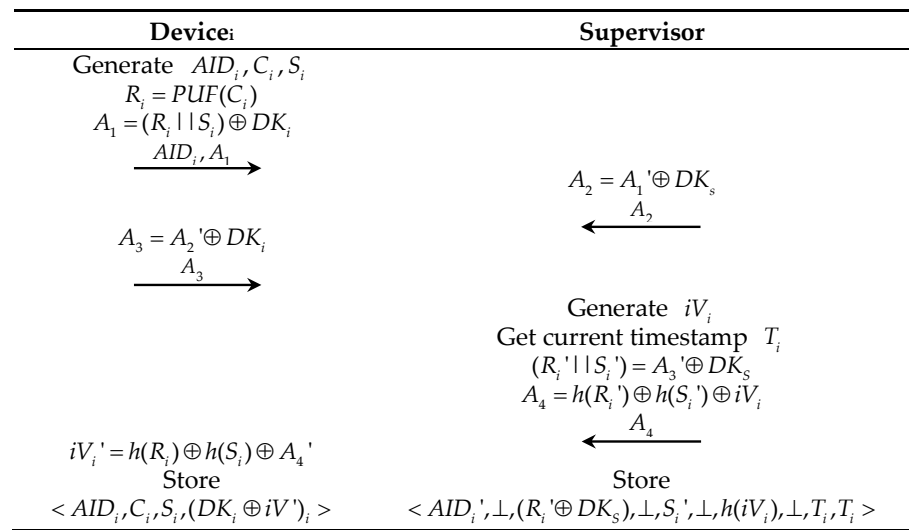 Deviceᵢ Supervisor
Generate AIDᵢ, Cᵢ, Sᵢ
Rᵢ = PUF(Cᵢ)
A₁ = (Rᵢ || Sᵢ) ⊕ DKᵢ
AIDᵢ, A₁
A₂ = A₁' ⊕ DKₛ
A₂
A₃ = A₂' ⊕ DKᵢ
A₃
Generate iVᵢ
Get current timestamp Tᵢ
(Rᵢ' || Sᵢ') = A₃' ⊕ DK_S
A₄ = h(Rᵢ') ⊕ h(Sᵢ') ⊕ iVᵢ
A₄
iVᵢ' = h(Rᵢ) ⊕ h(Sᵢ) ⊕ A₄'
Store Store
< AIDᵢ, Cᵢ, Sᵢ, (DKᵢ ⊕ iV')ᵢ > < AIDᵢ', ⊥, (Rᵢ' ⊕ DK_S), ⊥, Sᵢ', ⊥, h(iVᵢ), ⊥, Tᵢ, Tᵢ >